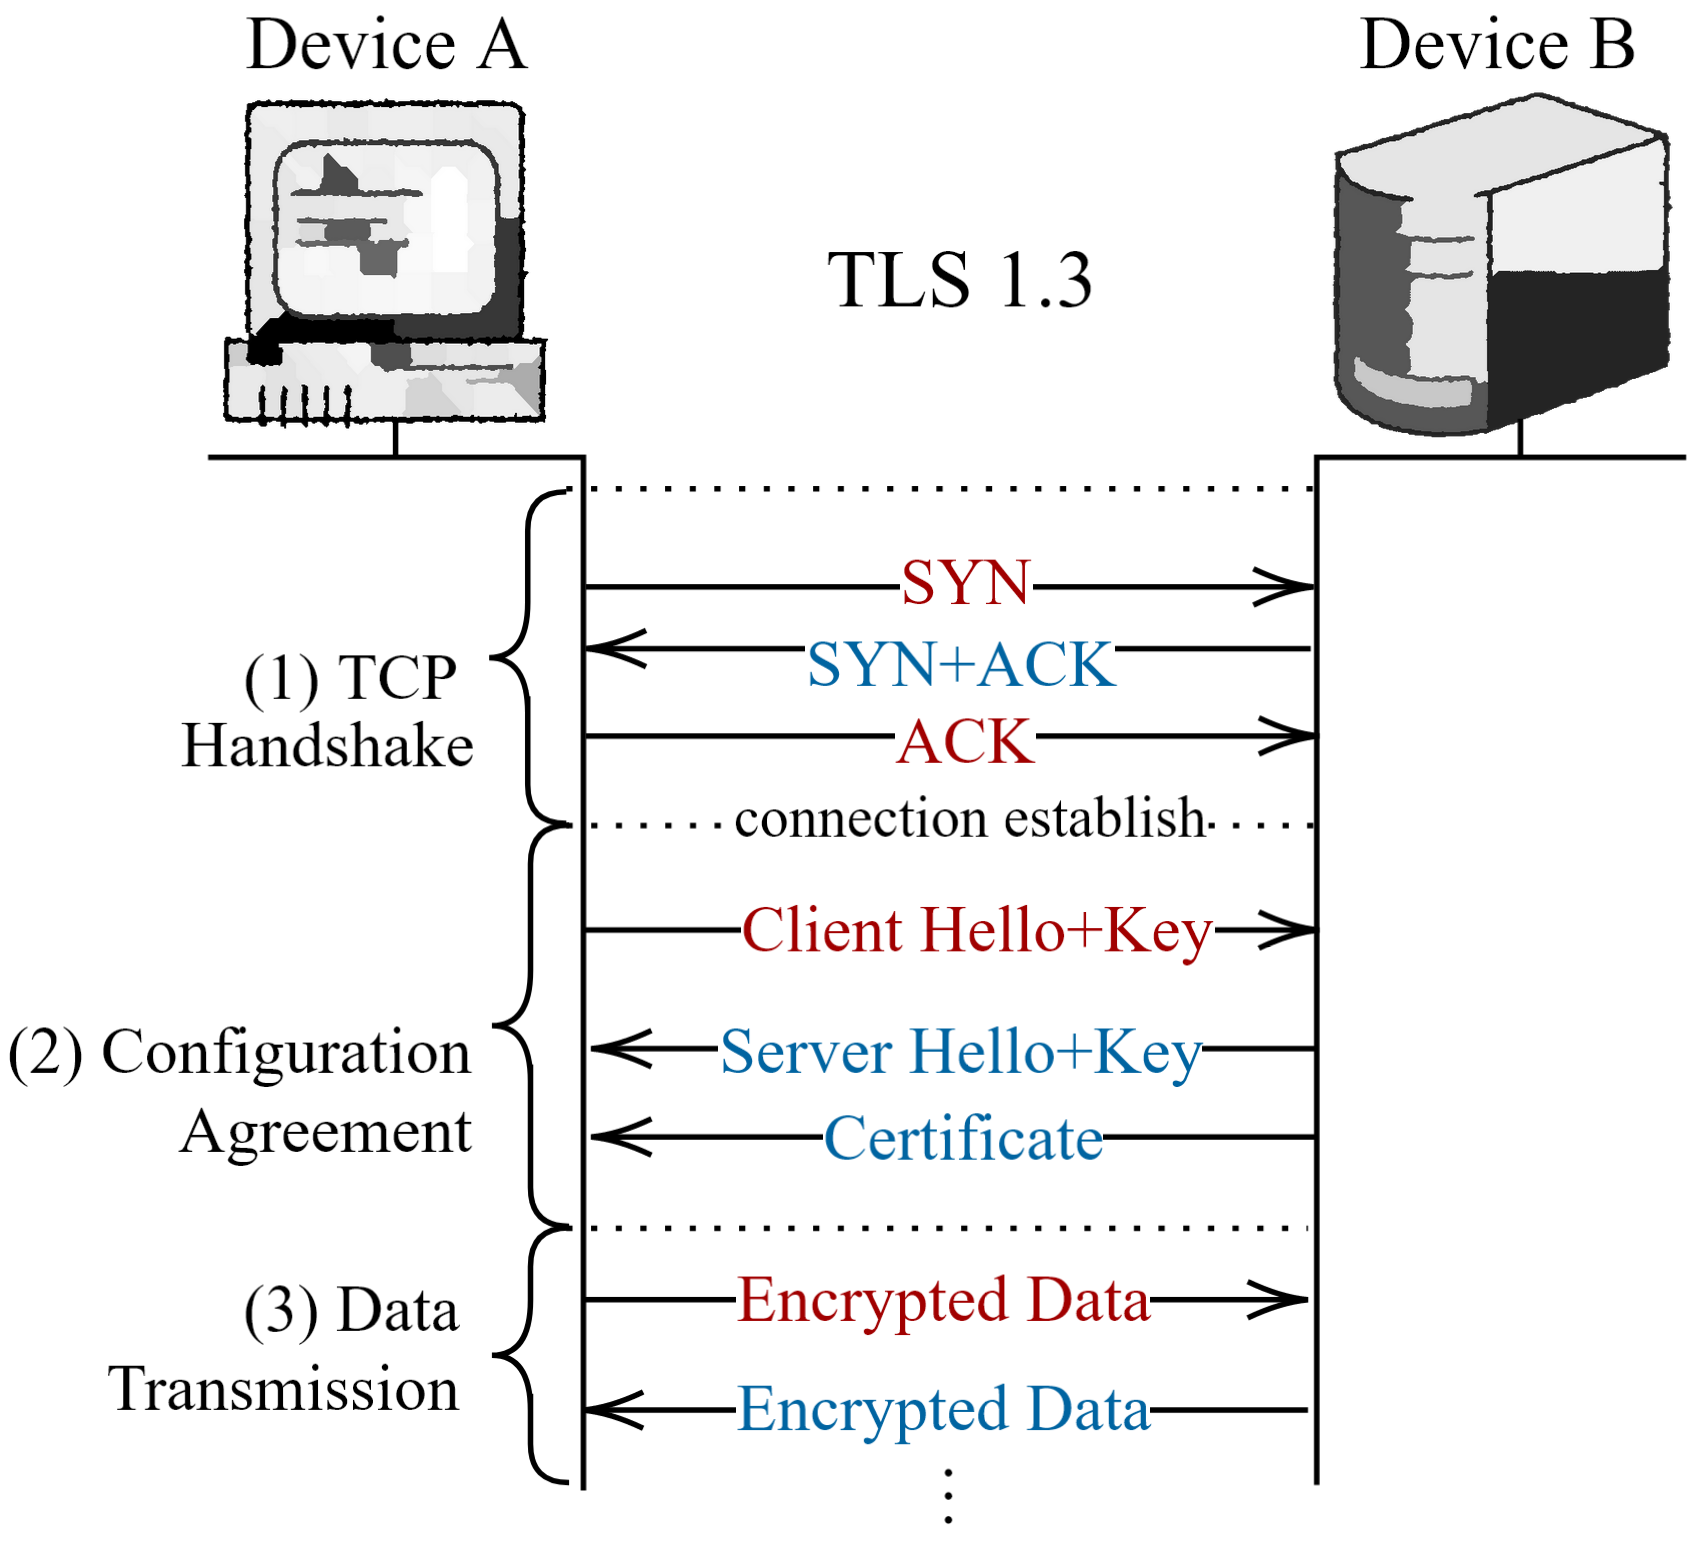 Device A
Device B
TLS 1.3
SYN
SYN+ACK
(1) TCP
Handshake
ACK
connection establish
Client Hello+Key
(2) Configuration
Agreement
Server Hello+Key
Certificate
(3) Data
Transmission
Encrypted Data
Encrypted Data